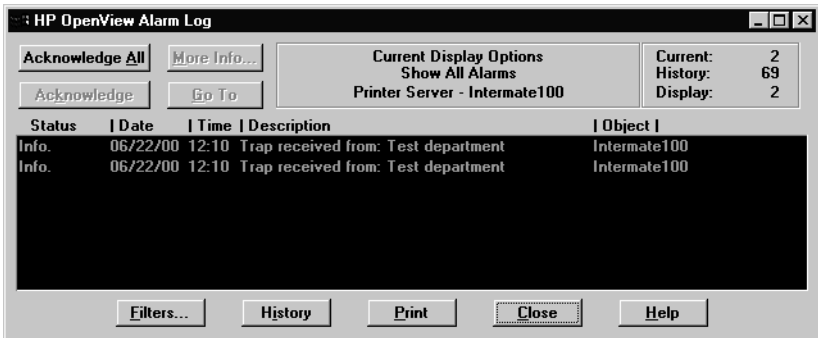 HP OpenView Alarm Log
Acknowledge All More Info... Current Display Options Current: 2
Show All Alarms History: 69
Acknowledge Go To Printer Server - Intermate100 Display: 2
Status | Date | Time | Description | Object |
Info. 06/22/00 12:10 Trap received from: Test department Intermate100
Info. 06/22/00 12:10 Trap received from: Test department Intermate100
Filters... History Print Close Help